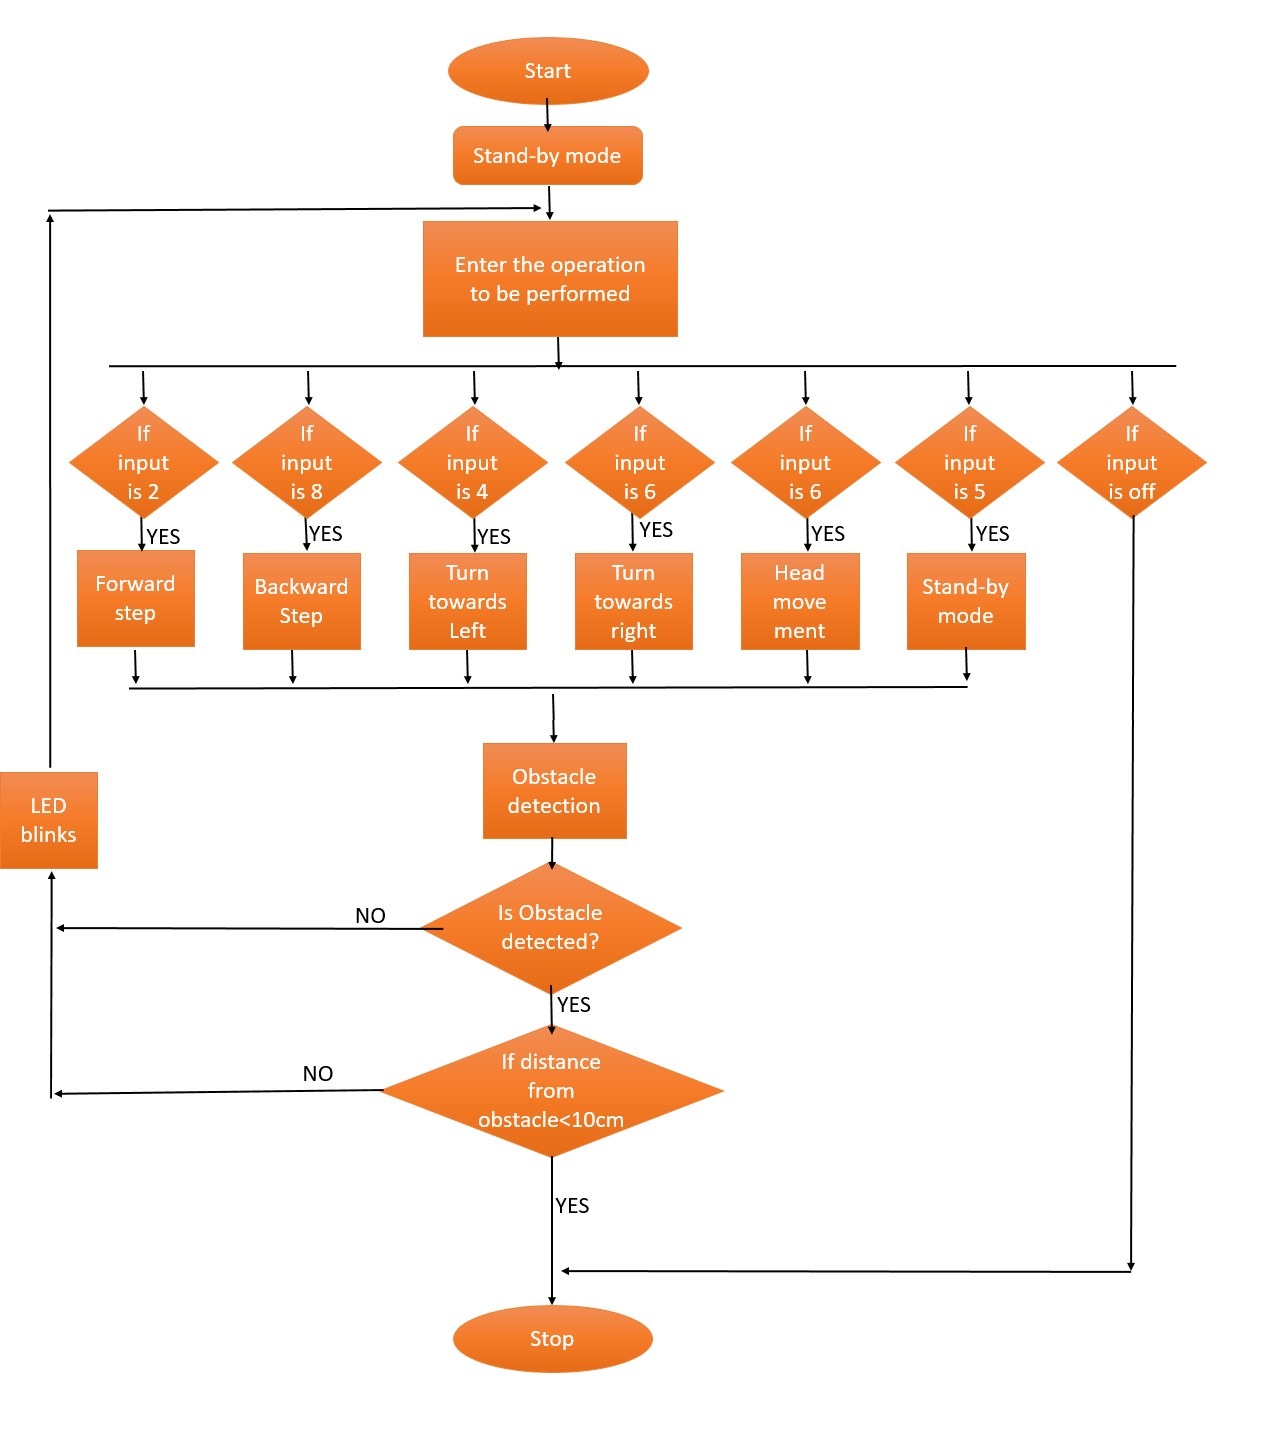 Start
Stand-by mode
Enter the operation
to be performed
If
input
is 2
If
input
is 8
If
input
is 4
If
input
is 6
If
input
is 6
If
input
is 5
If
input
is off
YES
YES
YES
YES
YES
YES
Forward
step
Backward
Step
Turn
towards
Left
Turn
towards
right
Head
move
ment
Stand-by
mode
Obstacle
detection
LED
blinks
Is Obstacle
detected?
NO
YES
If distance
from
obstacle<10cm
NO
YES
Stop